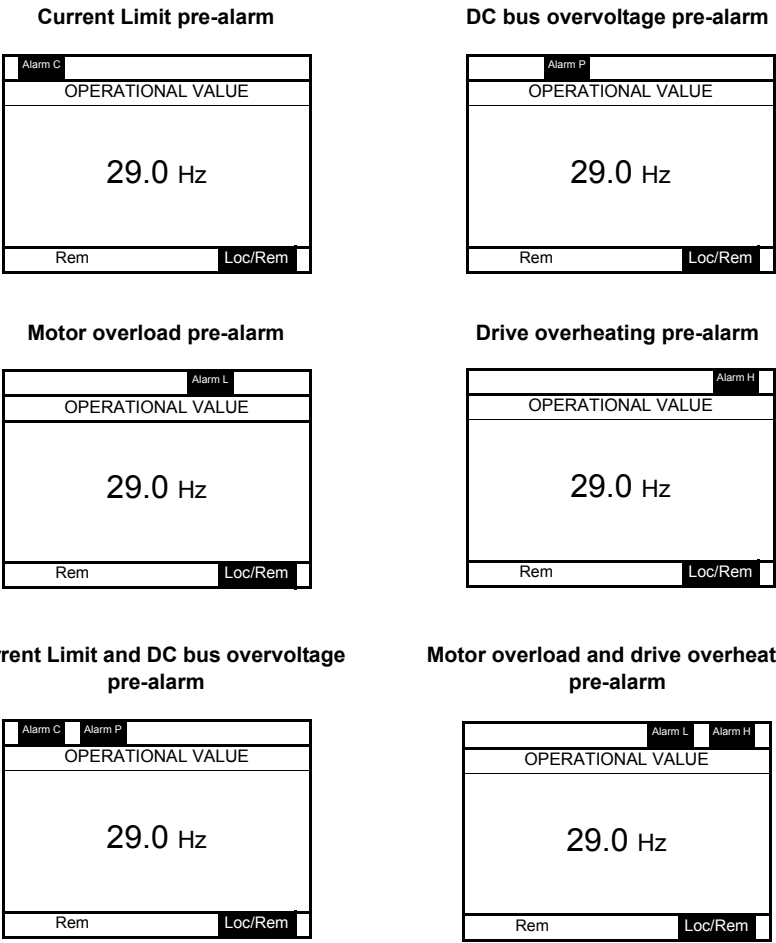 Current Limit pre-alarm
Alarm C
OPERATIONAL VALUE
29.0 Hz
Rem Loc/Rem
DC bus overvoltage pre-alarm
Alarm P
OPERATIONAL VALUE
29.0 Hz
Rem Loc/Rem
Motor overload pre-alarm
Alarm L
OPERATIONAL VALUE
29.0 Hz
Rem Loc/Rem
Drive overheating pre-alarm
Alarm H
OPERATIONAL VALUE
29.0 Hz
Rem Loc/Rem
rrent Limit and DC bus overvoltage
pre-alarm
Alarm C Alarm P
OPERATIONAL VALUE
29.0 Hz
Rem Loc/Rem
Motor overload and drive overheat
pre-alarm
Alarm L Alarm H
OPERATIONAL VALUE
29.0 Hz
Rem Loc/Rem